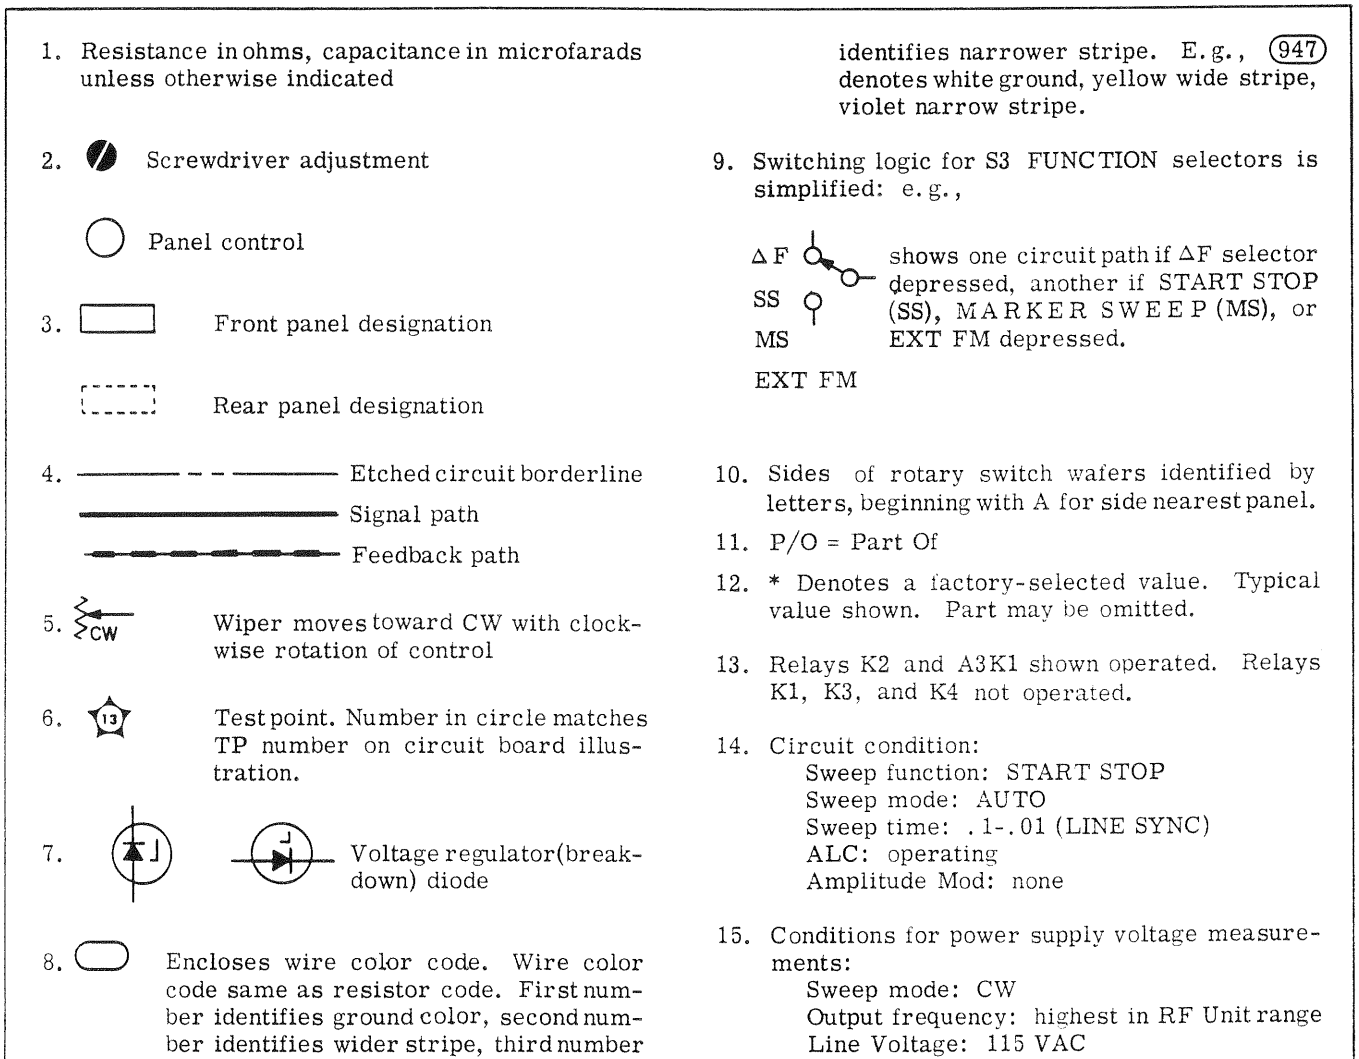 1. Resistance in ohms, capacitance in microfarads
unless otherwise indicated
2. Screwdriver adjustment
Panel control
3. Front panel designation
Rear panel designation
4. Etched circuit borderline
Signal path
Feedback path
5. CW Wiper moves toward CW with clock-
wise rotation of control
6. 13 Test point. Number in circle matches
TP number on circuit board illus-
tration.
7. Voltage regulator (break-
down) diode
8. Encloses wire color code. Wire color
code same as resistor code. First num-
ber identifies ground color, second num-
ber identifies wider stripe, third number
identifies narrower stripe. E.g., 947
denotes white ground, yellow wide stripe,
violet narrow stripe.
9. Switching logic for S3 FUNCTION selectors is
simplified: e.g.,
Δ F shows one circuit path if ΔF selector
depressed, another if START STOP
SS (SS), MARKER SWEEP (MS), or
MS EXT FM depressed.
EXT FM
10. Sides of rotary switch wafers identified by
letters, beginning with A for side nearest panel.
11. P/O = Part Of
12. * Denotes a factory-selected value. Typical
value shown. Part may be omitted.
13. Relays K2 and A3K1 shown operated. Relays
K1, K3, and K4 not operated.
14. Circuit condition:
Sweep function: START STOP
Sweep mode: AUTO
Sweep time: .1-.01 (LINE SYNC)
ALC: operating
Amplitude Mod: none
15. Conditions for power supply voltage measure-
ments:
Sweep mode: CW
Output frequency: highest in RF Unit range
Line Voltage: 115 VAC